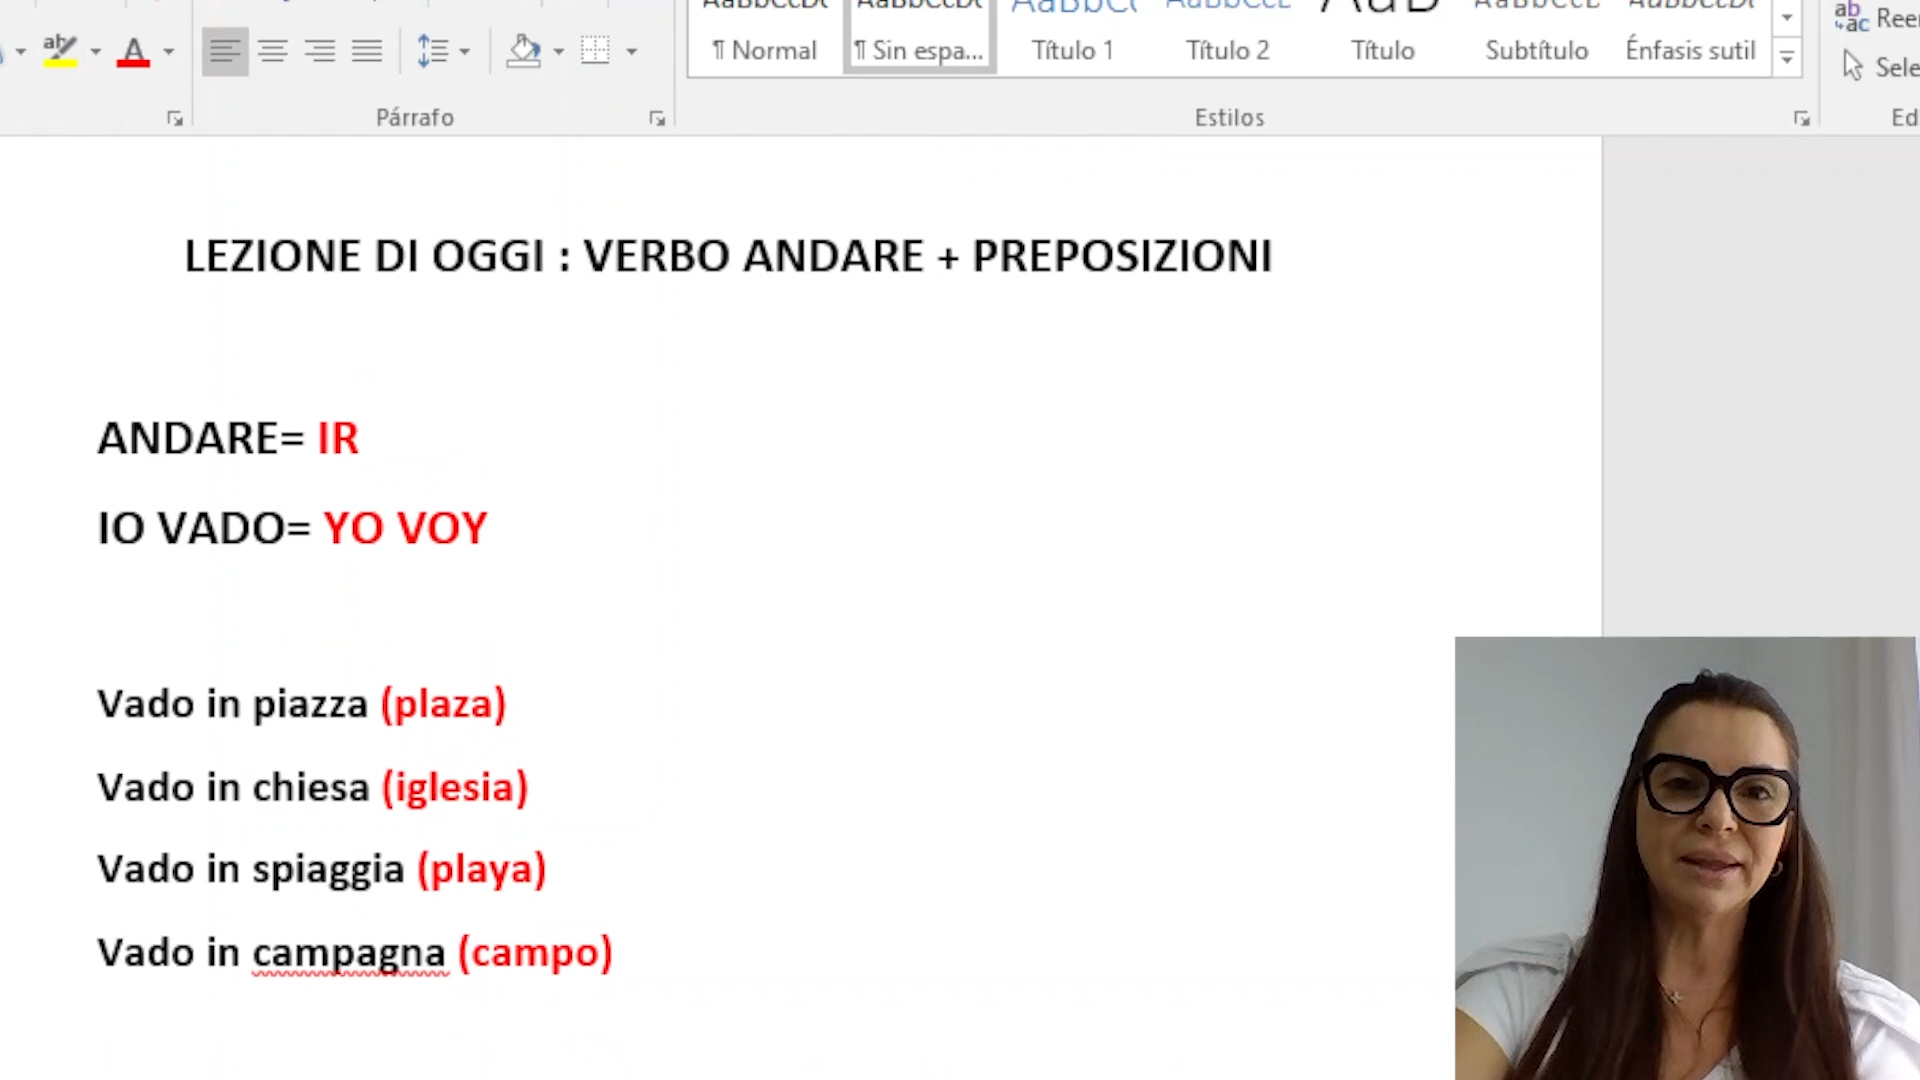 ¶ Normal ¶ Sin espa... Título 1 Título 2 Título Subtítulo Énfasis sutil
Párrafo Estilos
LEZIONE DI OGGI : VERBO ANDARE + PREPOSIZIONI
ANDARE= IR
IO VADO= YO VOY
Vado in piazza (plaza)
Vado in chiesa (iglesia)
Vado in spiaggia (playa)
Vado in campagna (campo)